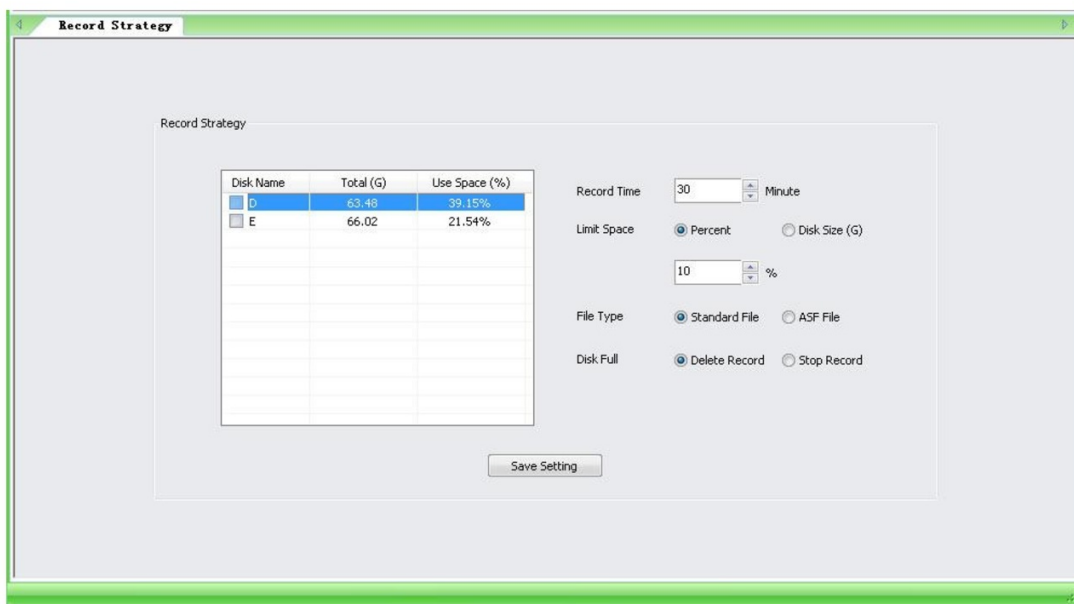 Record Strategy
Record Strategy
Disk Name Total (G) Use Space (%)
D 63.48 39.15%
E 66.02 21.54%
Record Time 30 Minute
Limit Space Percent Disk Size (G)
10 %
File Type Standard File ASF File
Disk Full Delete Record Stop Record
Save Setting